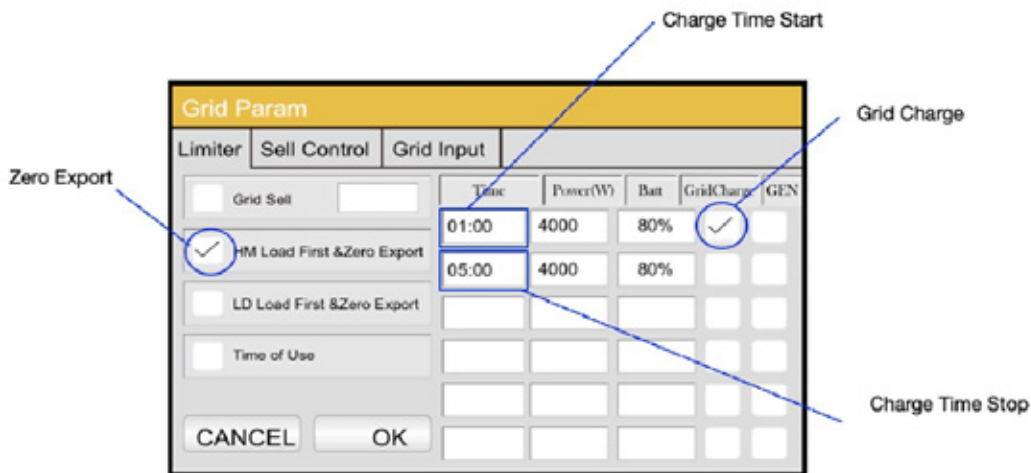 Charge Time Start
Grid Param
Grid Charge
Limiter Sell Control Grid Input
Zero Export
Grid Sell
Time Power(W) Batt GridCharge GEN
01:00 4000 80%
HM Load First &Zero Export
05:00 4000 80%
LD Load First &Zero Export
Time of Use
Charge Time Stop
CANCEL OK